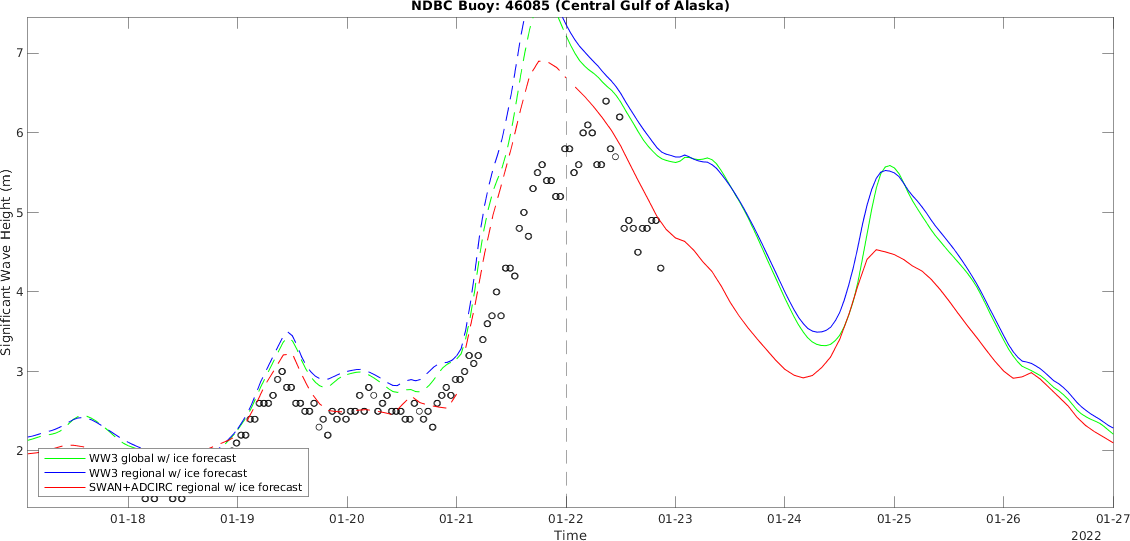 NDBC Buoy: 46085 (Central Gulf of Alaska)
7
6
5
4
3
2
Significant Wave Height (m)
WW3 global w/ ice forecast
WW3 regional w/ ice forecast
SWAN+ADCIRC regional w/ ice forecast
01-18 01-19 01-20 01-21 01-22 01-23 01-24 01-25 01-26 01-27
Time
2022